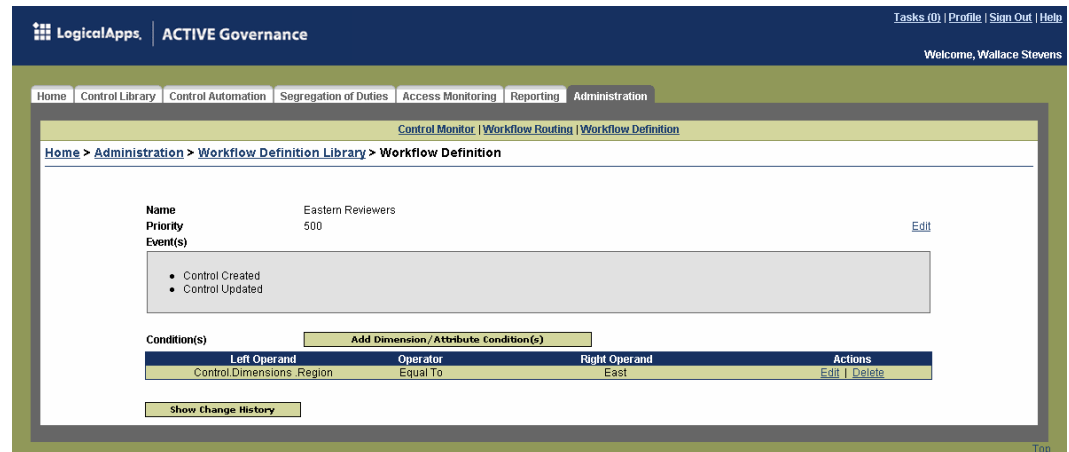 Tasks (0) | Profile | Sign Out | Help
LogicalApps. ACTIVE Governance
Welcome, Wallace Stevens
Home Control Library Control Automation Segregation of Duties Access Monitoring Reporting Administration
Control Monitor | Workflow Routing | Workflow Definition
Home > Administration > Workflow Definition Library > Workflow Definition
Name Eastern Reviewers
Priority 500 Edit
Event(s)
• Control Created
• Control Updated
Condition(s) Add Dimension/Attribute Condition(s)
Left Operand Operator Right Operand Actions
Control.Dimensions .Region Equal To East Edit | Delete
Show Change History
Top